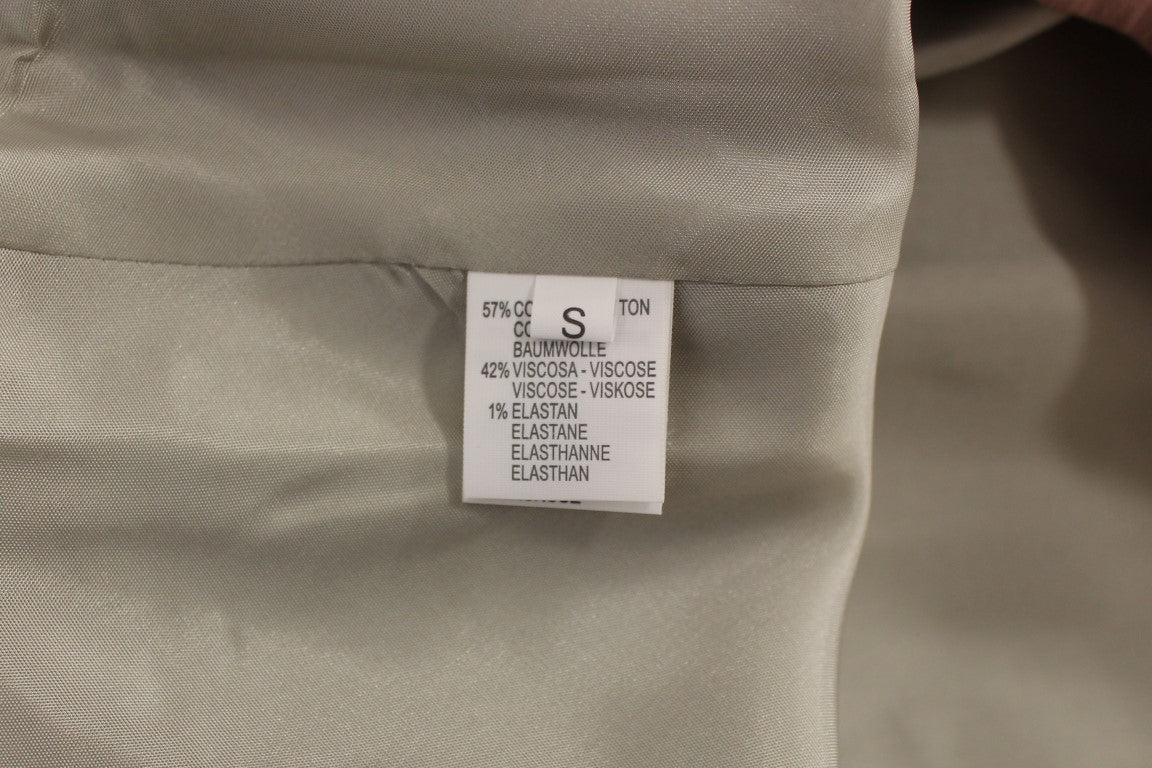 S
57% CO TON
CO
BAUMWOLLE
42% VISCOSA - VISCOSE
VISCOSE - VISKOSE
1% ELASTAN
ELASTANE
ELASTHANNE
ELASTHAN